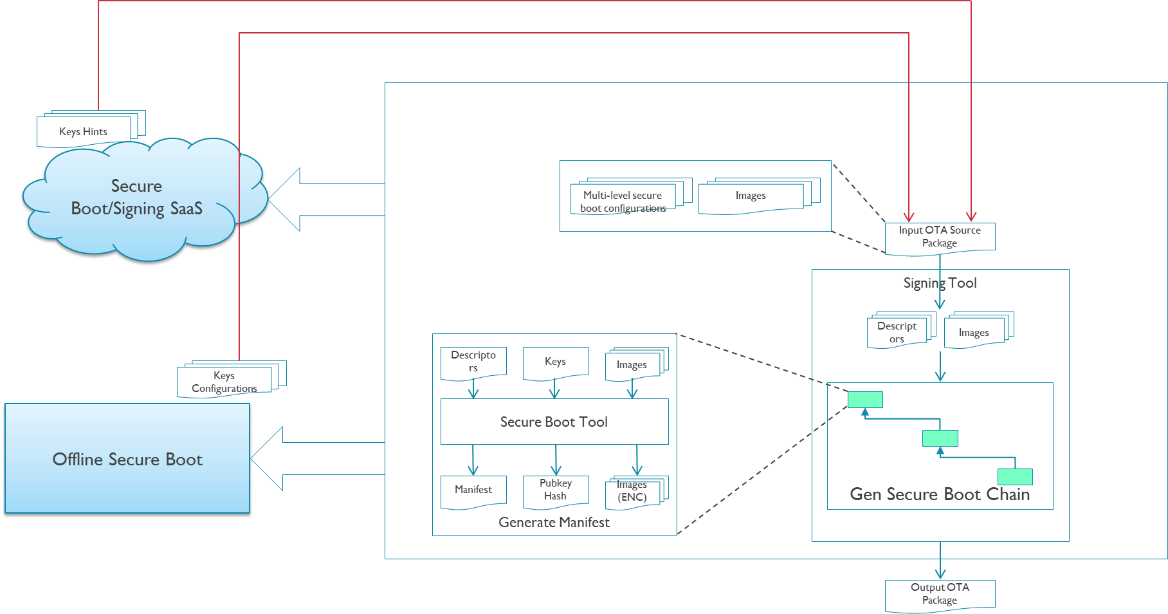 Keys Hints
Secure
Boot/Signing SaaS
Multi-level secure
boot configurations
Images
Input OTA Source
Package
Signing Tool
Descript
ors
Images
Descripto
rs
Keys
Images
Keys
Configurations
Secure Boot Tool
Offline Secure Boot
Manifest
Pubkey
Hash
Images
(ENC)
Generate Manifest
Gen Secure Boot Chain
Output OTA
Package